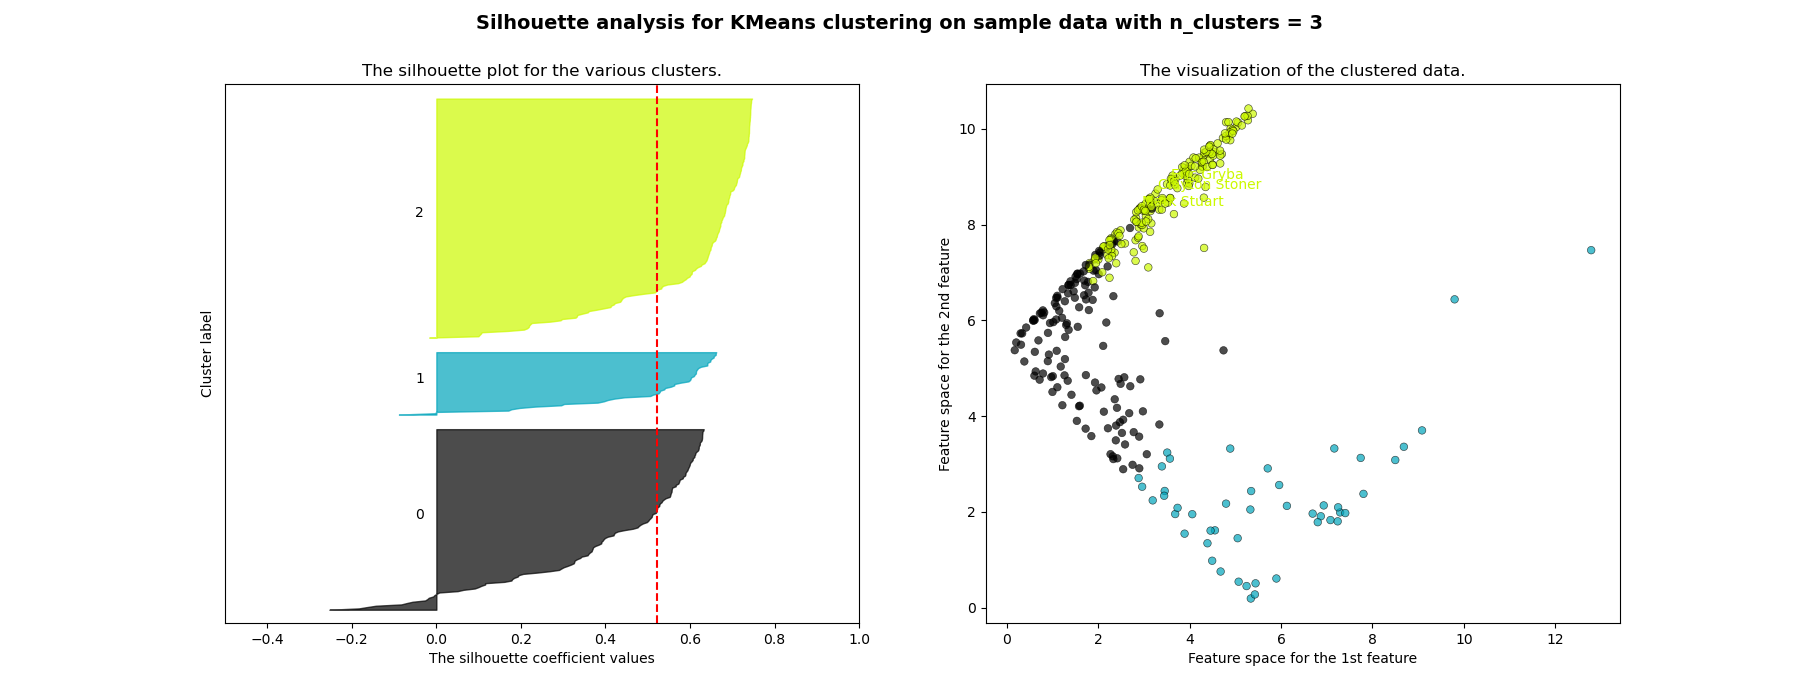 Silhouette analysis for KMeans clustering on sample data with n_clusters = 3
The silhouette plot for the various clusters.
2
1
0
Cluster label
−0.4 −0.2 0.0 0.2 0.4 0.6 0.8 1.0
The silhouette coefficient values
The visualization of the clustered data.
10
8
6
4
2
0
Feature space for the 2nd feature
Gryba
Stoner
Stuart
0 2 4 6 8 10 12
Feature space for the 1st feature